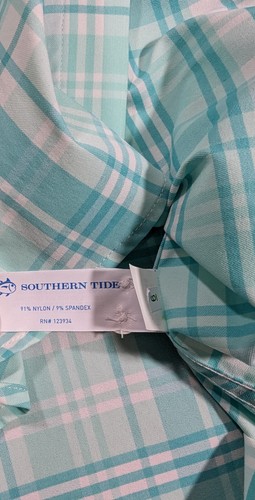 SOUTHERN TIDE
91% NYLON / 9% SPANDEX
RN# 123934